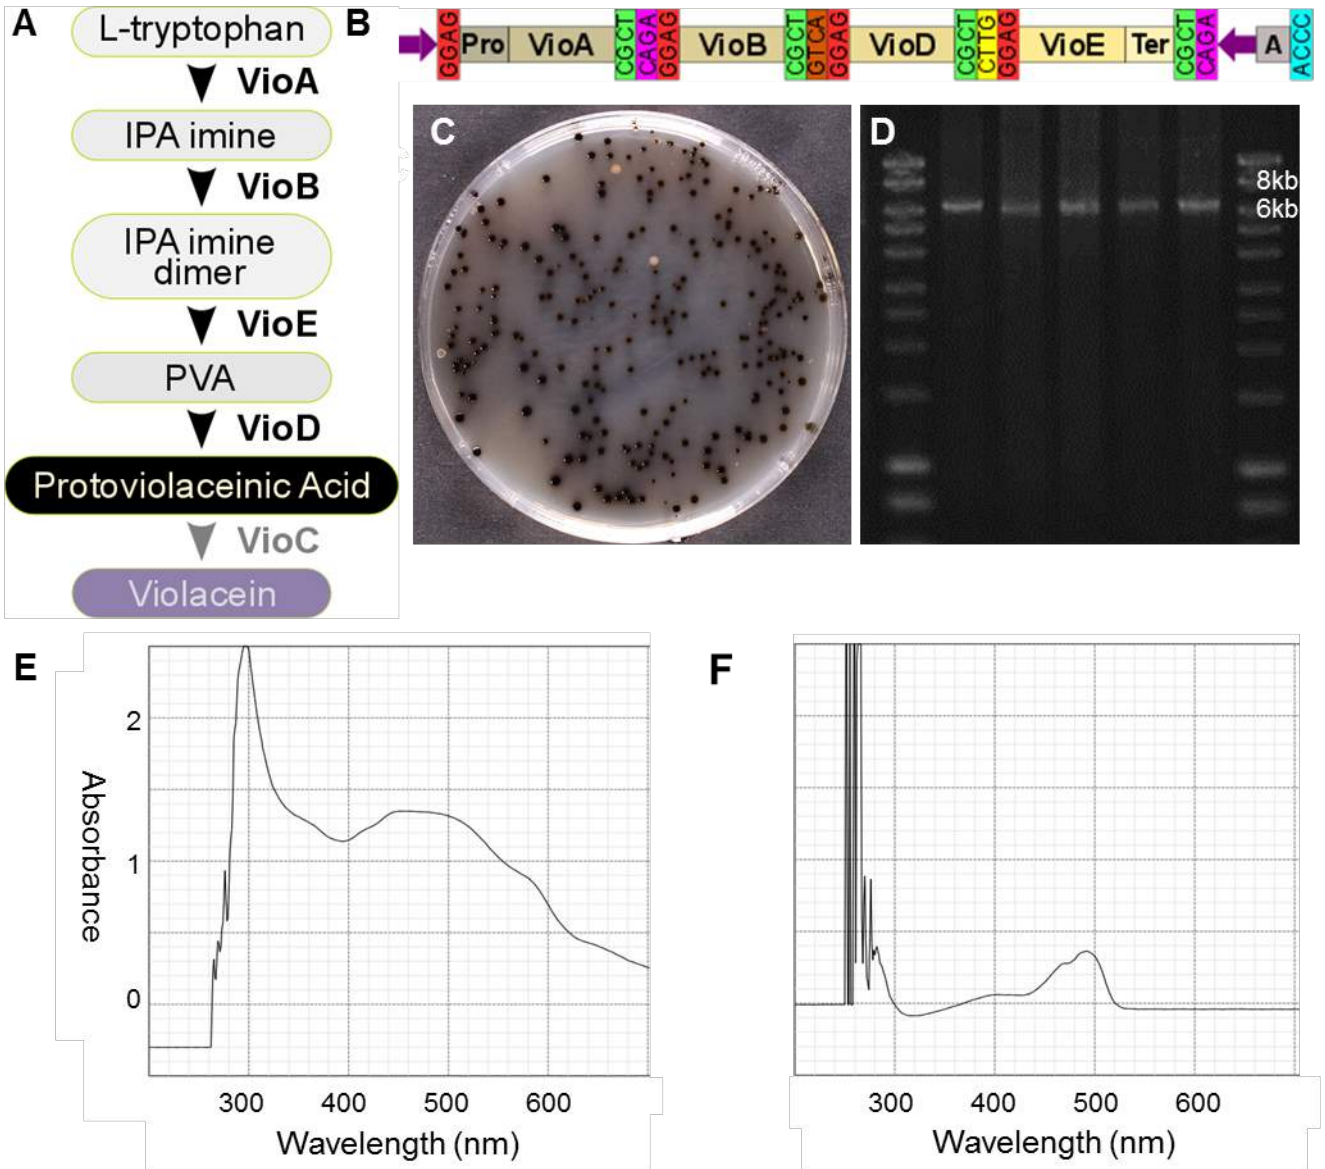 A
L-tryptophan
VioA
IPA imine
VioB
IPA imine
dimer
VioE
PVA
VioD
Protoviolaceinic Acid
VioC
Violacein
B
GGAG Pro VioA CGCT CAGA GGAG VioB CGCT GTCA GGAG VioD CGCT CTTG GGAG VioE Ter CGCT CAGA A ACCC
C
D
8kb
6kb
E
Absorbance
2
1
0
300 400 500 600
Wavelength (nm)
F
300 400 500 600
Wavelength (nm)